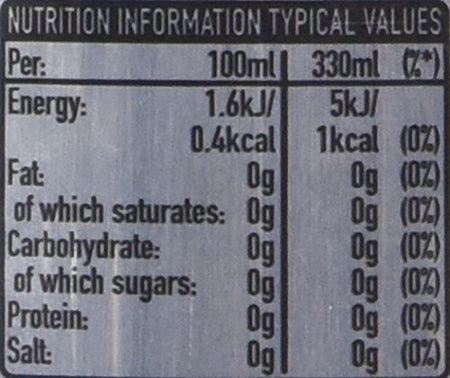 NUTRITION INFORMATION TYPICAL VALUES
Per: 100ml 330ml (%*)
Energy: 1.6kJ/ 5kJ/
0.4kcal 1kcal (0%)
Fat: 0g 0g (0%)
of which saturates: 0g 0g (0%)
Carbohydrate: 0g 0g (0%)
of which sugars: 0g 0g (0%)
Protein: 0g 0g (0%)
Salt: 0g 0g (0%)